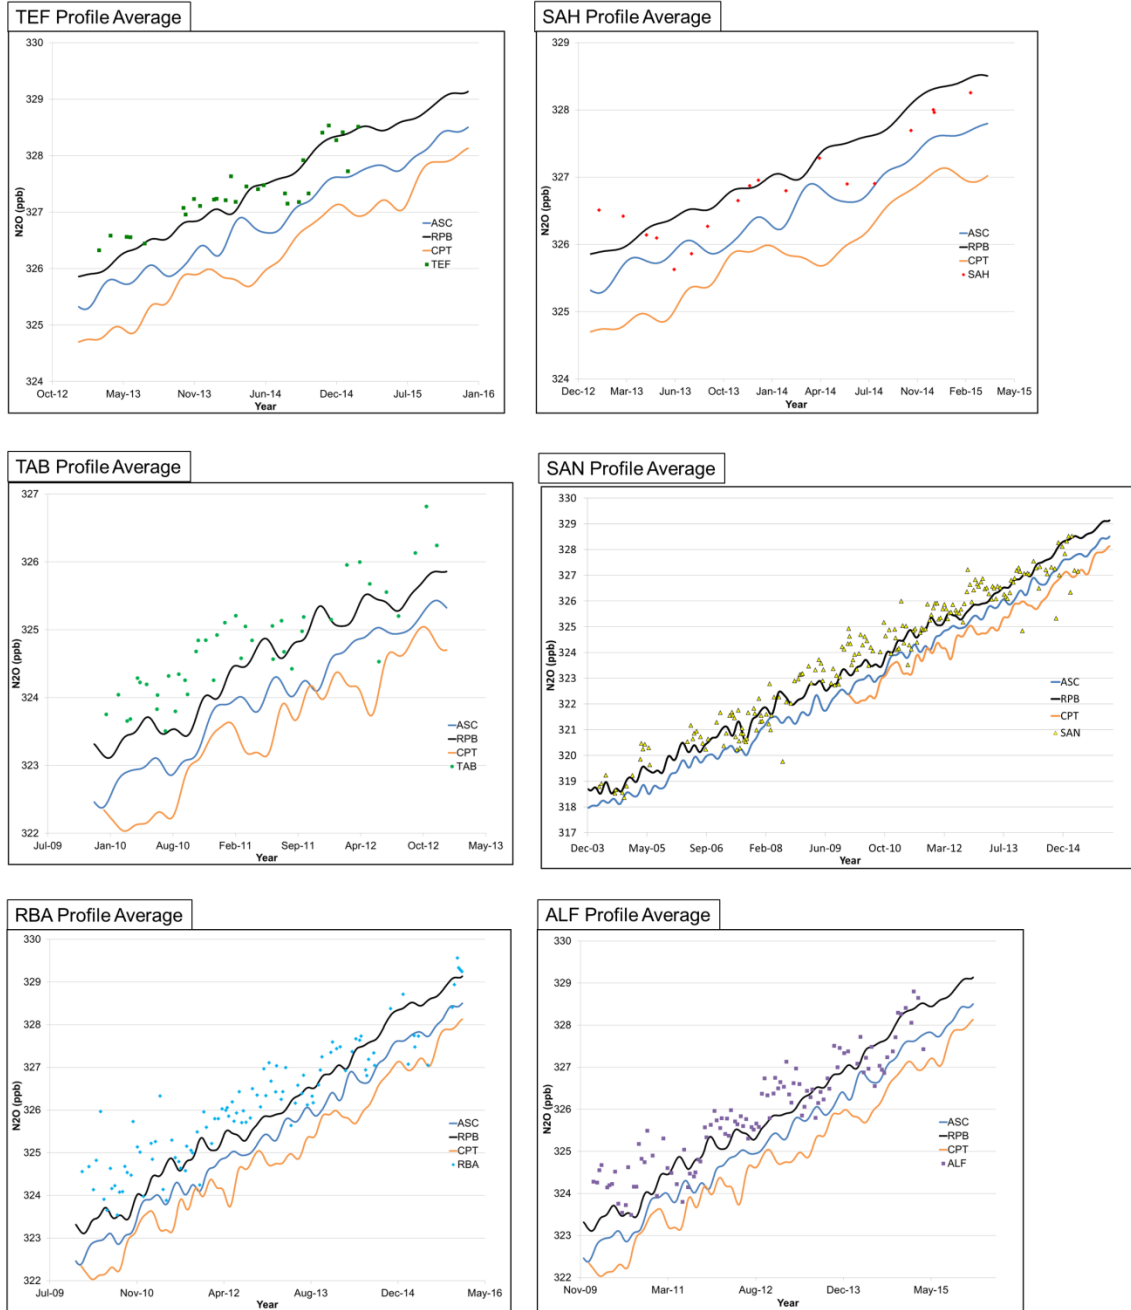 TEF Profile Average
330
329
328
327
326
325
324
N2O (ppb)
Oct-12 May-13 Nov-13 Jun-14 Dec-14 Jul-15 Jan-16
Year
ASC
RPB
CPT
TEF
SAH Profile Average
329
328
327
326
325
324
N2O (ppb)
Dec-12 Mar-13 Jun-13 Oct-13 Jan-14 Apr-14 Jul-14 Nov-14 Feb-15 May-15
Year
ASC
RPB
CPT
SAH
TAB Profile Average
327
326
325
324
323
322
N2O (ppb)
Jul-09 Jan-10 Aug-10 Feb-11 Sep-11 Apr-12 Oct-12 May-13
Year
ASC
RPB
CPT
TAB
SAN Profile Average
330
329
328
327
326
325
324
323
322
321
320
319
318
317
N2O (ppb)
Dec-03 May-05 Sep-06 Feb-08 Jun-09 Oct-10 Mar-12 Jul-13 Dec-14
Year
ASC
RPB
CPT
SAN
RBA Profile Average
330
329
328
327
326
325
324
323
322
N2O (ppb)
Jul-09 Nov-10 Apr-12 Aug-13 Dec-14 May-16
Year
ASC
RPB
CPT
RBA
ALF Profile Average
330
329
328
327
326
325
324
323
322
N2O (ppb)
Nov-09 Mar-11 Aug-12 Dec-13 May-15
Year
ASC
RPB
CPT
ALF